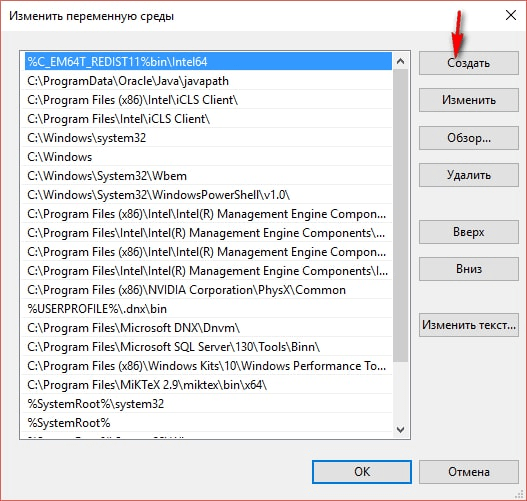 Изменить переменную среды
%C_EM64T_REDIST11%bin\Intel64
C:\ProgramData\Oracle\Java\javapath
C:\Program Files (x86)\Intel\iCLS Client\
C:\Program Files\Intel\iCLS Client\
C:\Windows\system32
C:\Windows
C:\Windows\System32\Wbem
C:\Windows\System32\WindowsPowerShell\v1.0\
C:\Program Files (x86)\Intel\Intel(R) Management Engine Compon...
C:\Program Files\Intel\Intel(R) Management Engine Components\...
C:\Program Files (x86)\Intel\Intel(R) Management Engine Compon...
C:\Program Files\Intel\Intel(R) Management Engine Components\I...
C:\Program Files (x86)\NVIDIA Corporation\PhysX\Common
%USERPROFILE%\.dnx\bin
C:\Program Files\Microsoft DNX\Dnvm\
C:\Program Files\Microsoft SQL Server\130\Tools\Binn\
C:\Program Files (x86)\Windows Kits\10\Windows Performance To...
C:\Program Files\MiKTeX 2.9\miktex\bin\x64\
%SystemRoot%\system32
%SystemRoot%
Создать
Изменить
Обзор...
Удалить
Вверх
Вниз
Изменить текст...
OK
Отмена